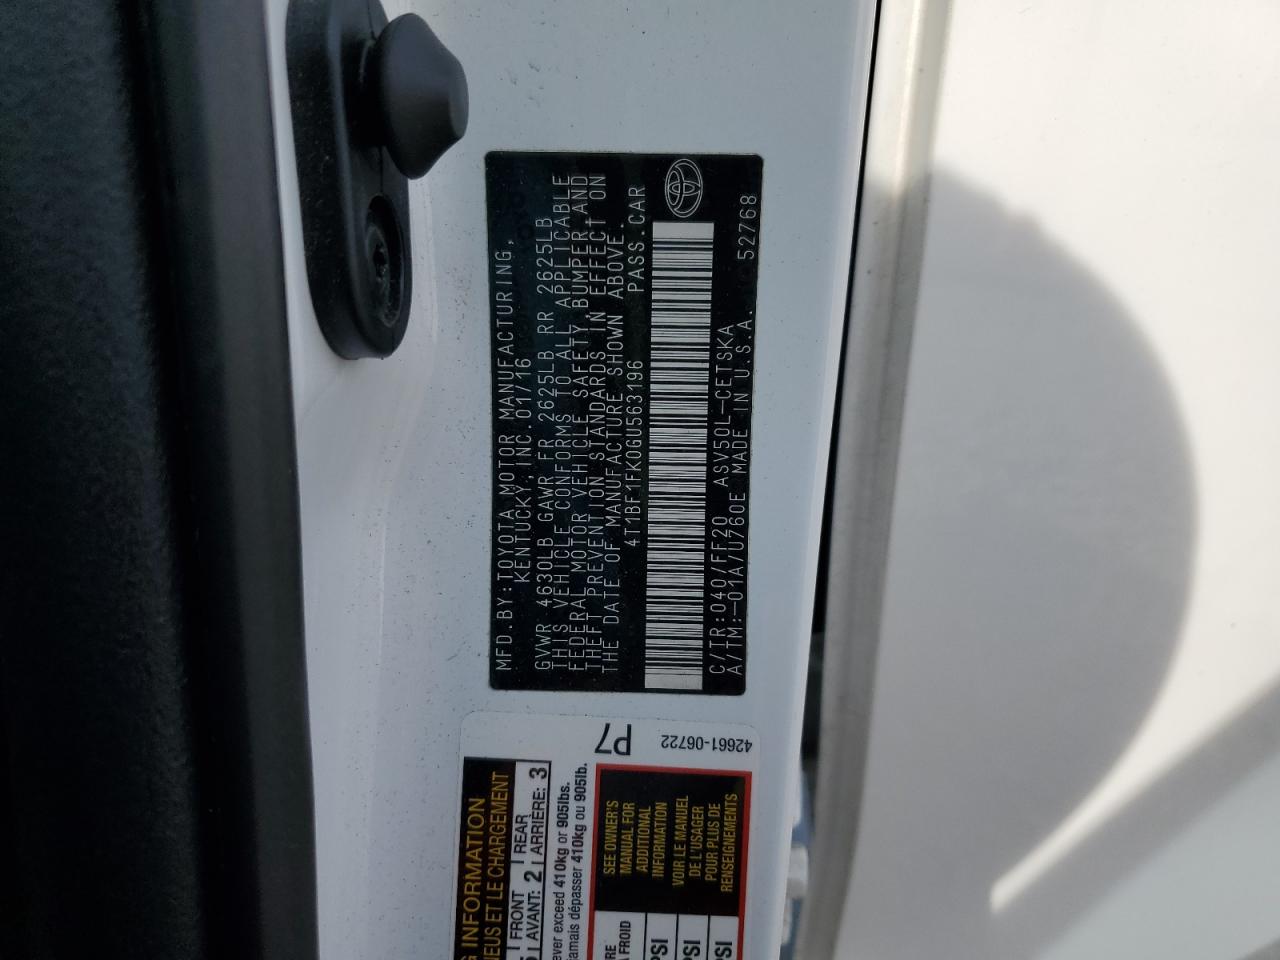 MFD.BY:TOYOTA MOTOR MANUFACTURING,
KENTUCKY,INC.01/16
GVWR 4630LB GAWR FR 2625LB RR 2625LB
THIS VEHICLE CONFORMS TO ALL APPLICABLE
FEDERAL MOTOR VEHICLE SAFETY,BUMPER,AND
THEFT PREVENTION STANDARDS IN EFFECT ON
THE DATE OF MANUFACTURE SHOWN ABOVE.
4T1BF1FK0GU563196 PASS.CAR
C/TR:040/FF20 ASV50L-CETSKA
A/TM:-01A/U760E MADE IN U.S.A. 52768
P7
42661-06722
INFORMATION
NEUS ET LE CHARGEMENT
FRONT REAR
AVANT: 2 ARRIÈRE: 3
ever exceed 410kg or 905lbs.
jamais dépasser 410kg ou 905lb.
SEE OWNER'S
MANUAL FOR
ADDITIONAL
INFORMATION
VOIR LE MANUEL
DE L'USAGER
POUR PLUS DE
RENSEIGNEMENTS
FROID
PSI
PSI
PSI